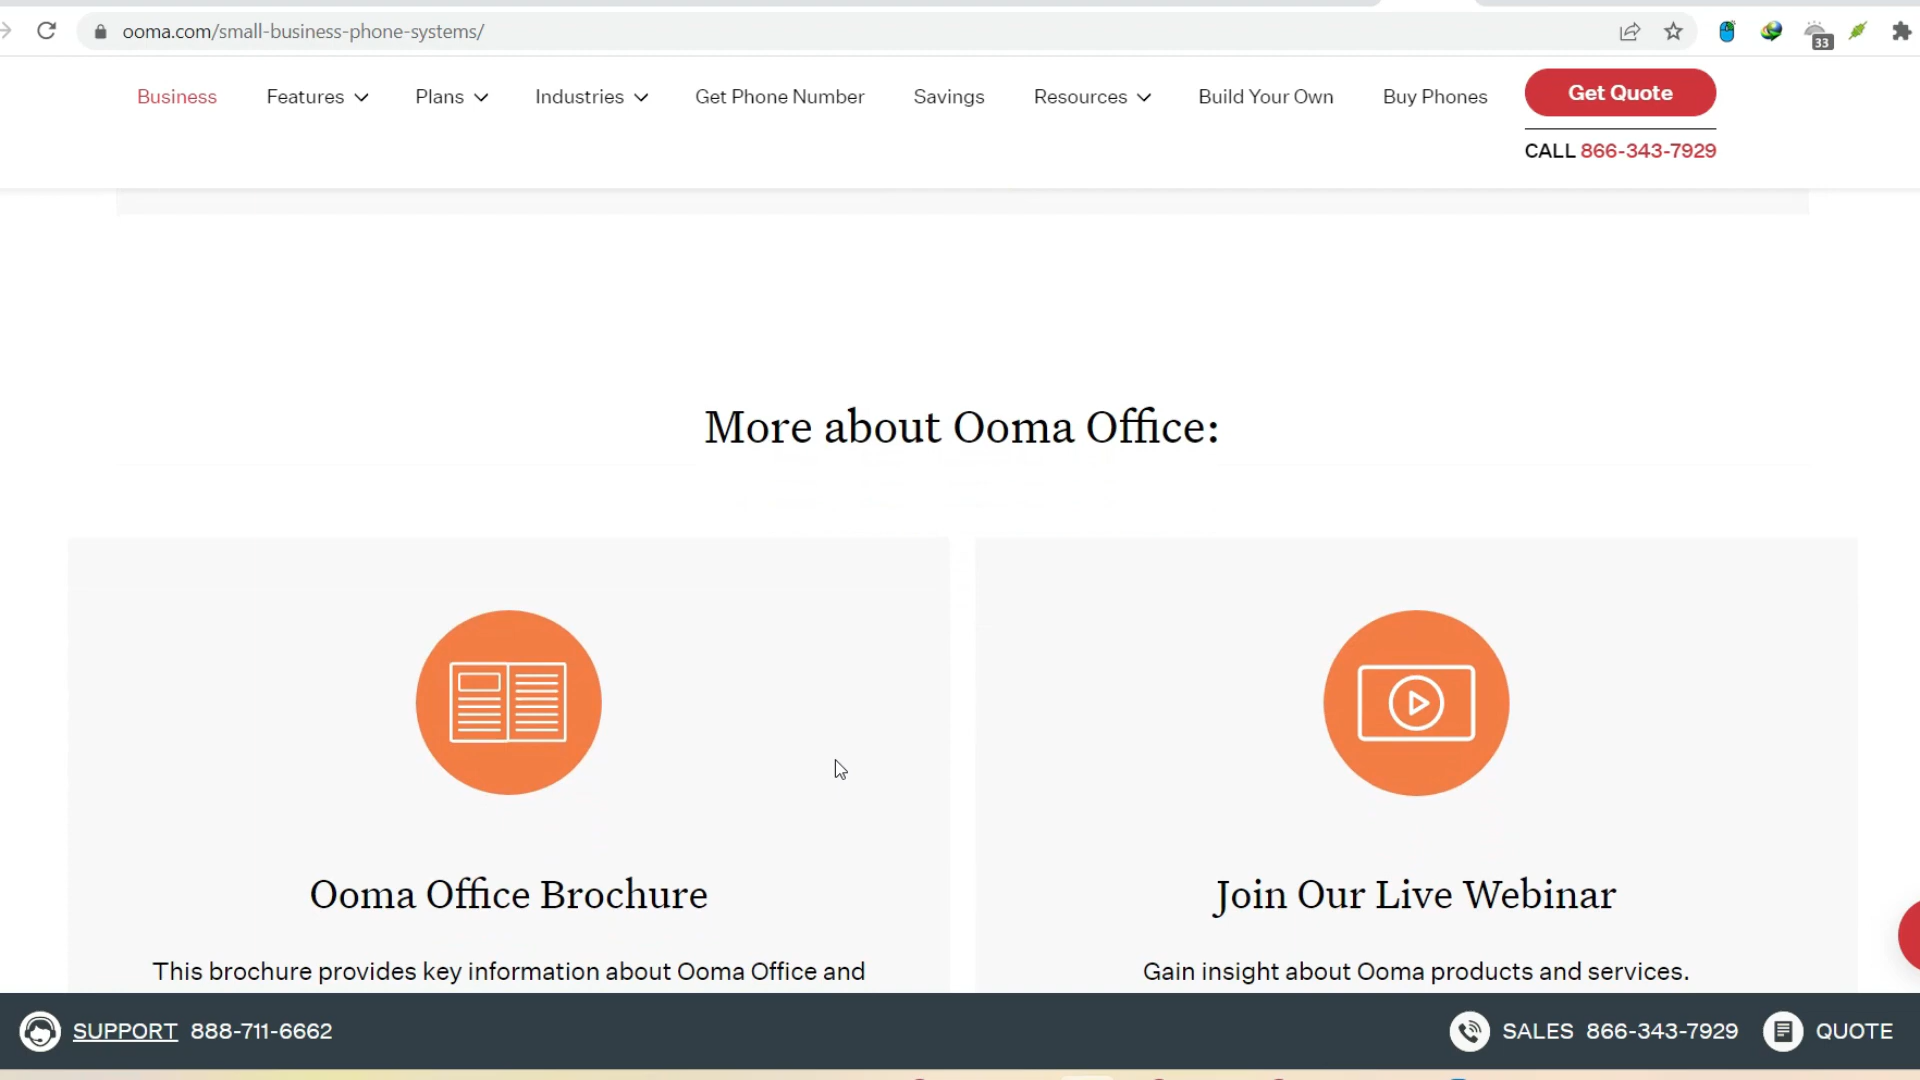 ooma.com/small-business-phone-systems/
33
Business Features Plans Industries Get Phone Number Savings Resources Build Your Own Buy Phones Get Quote
CALL 866-343-7929
More about Ooma Office:
Ooma Office Brochure
This brochure provides key information about Ooma Office and
Join Our Live Webinar
Gain insight about Ooma products and services.
SUPPORT 888-711-6662 SALES 866-343-7929 QUOTE